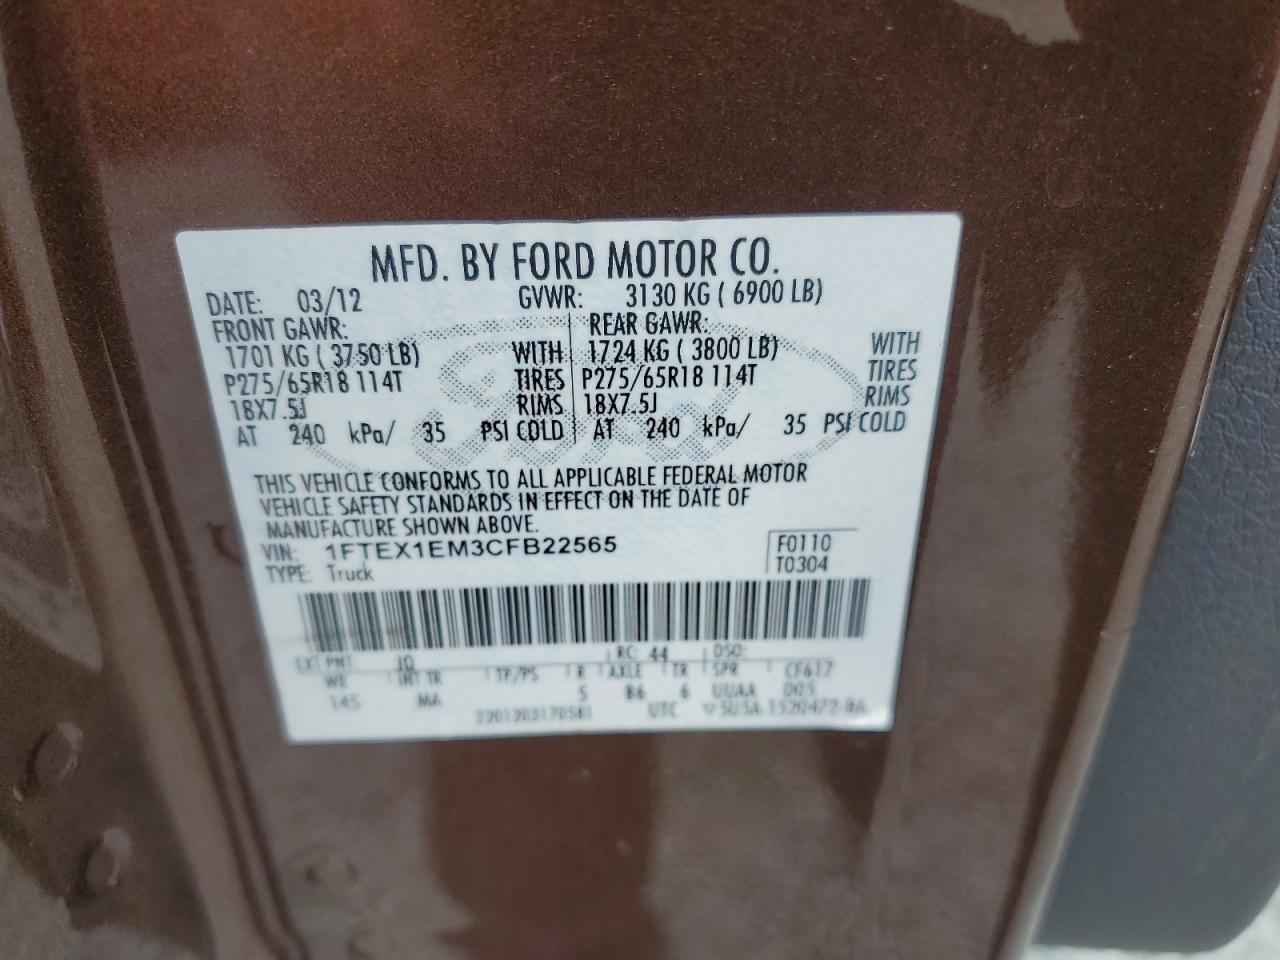 MFD. BY FORD MOTOR CO.
DATE: 03/12 GVWR: 3130 KG ( 6900 LB)
FRONT GAWR: REAR GAWR:
1701 KG ( 3750 LB) WITH 1724 KG ( 3800 LB) WITH
P275/65R18 114T TIRES P275/65R18 114T TIRES
18X7.5J RIMS 18X7.5J RIMS
AT 240 kPa/ 35 PSI COLD AT 240 kPa/ 35 PSI COLD
THIS VEHICLE CONFORMS TO ALL APPLICABLE FEDERAL MOTOR
VEHICLE SAFETY STANDARDS IN EFFECT ON THE DATE OF
MANUFACTURE SHOWN ABOVE.
VIN: 1FTEX1EM3CFB22565 F0110
TYPE: Truck T0304
EXT PNT: JQ RC: 44 DSO:
WB INT TR TP/PS R AXLE TR SPR CF617
145 MA 5 B6 6 UUAA D05
2201203170581 UTC 5U5A-1520472-BA